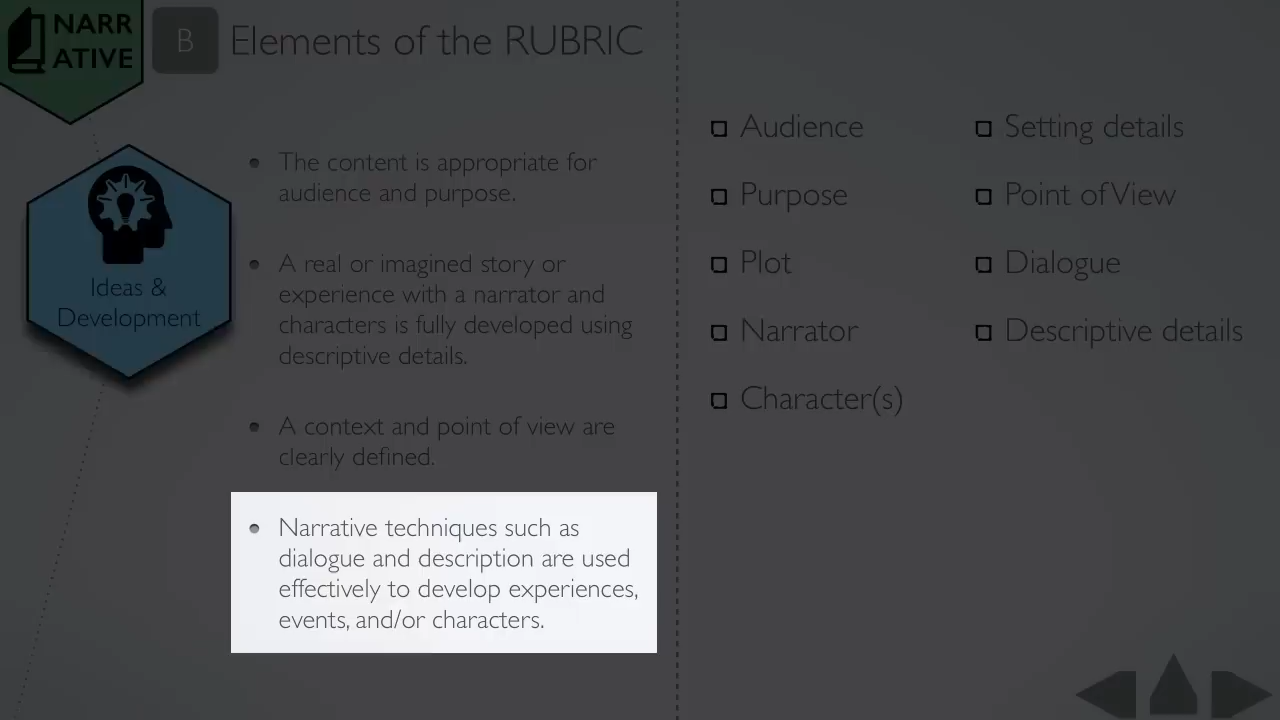 NARR
ATIVE
B
Elements of the RUBRIC
Ideas &
Development
The content is appropriate for
audience and purpose.
A real or imagined story or
experience with a narrator and
characters is fully developed using
descriptive details.
A context and point of view are
clearly defined.
Narrative techniques such as
dialogue and description are used
effectively to develop experiences,
events, and/or characters.
Audience
Purpose
Plot
Narrator
Character(s)
Setting details
Point of View
Dialogue
Descriptive details